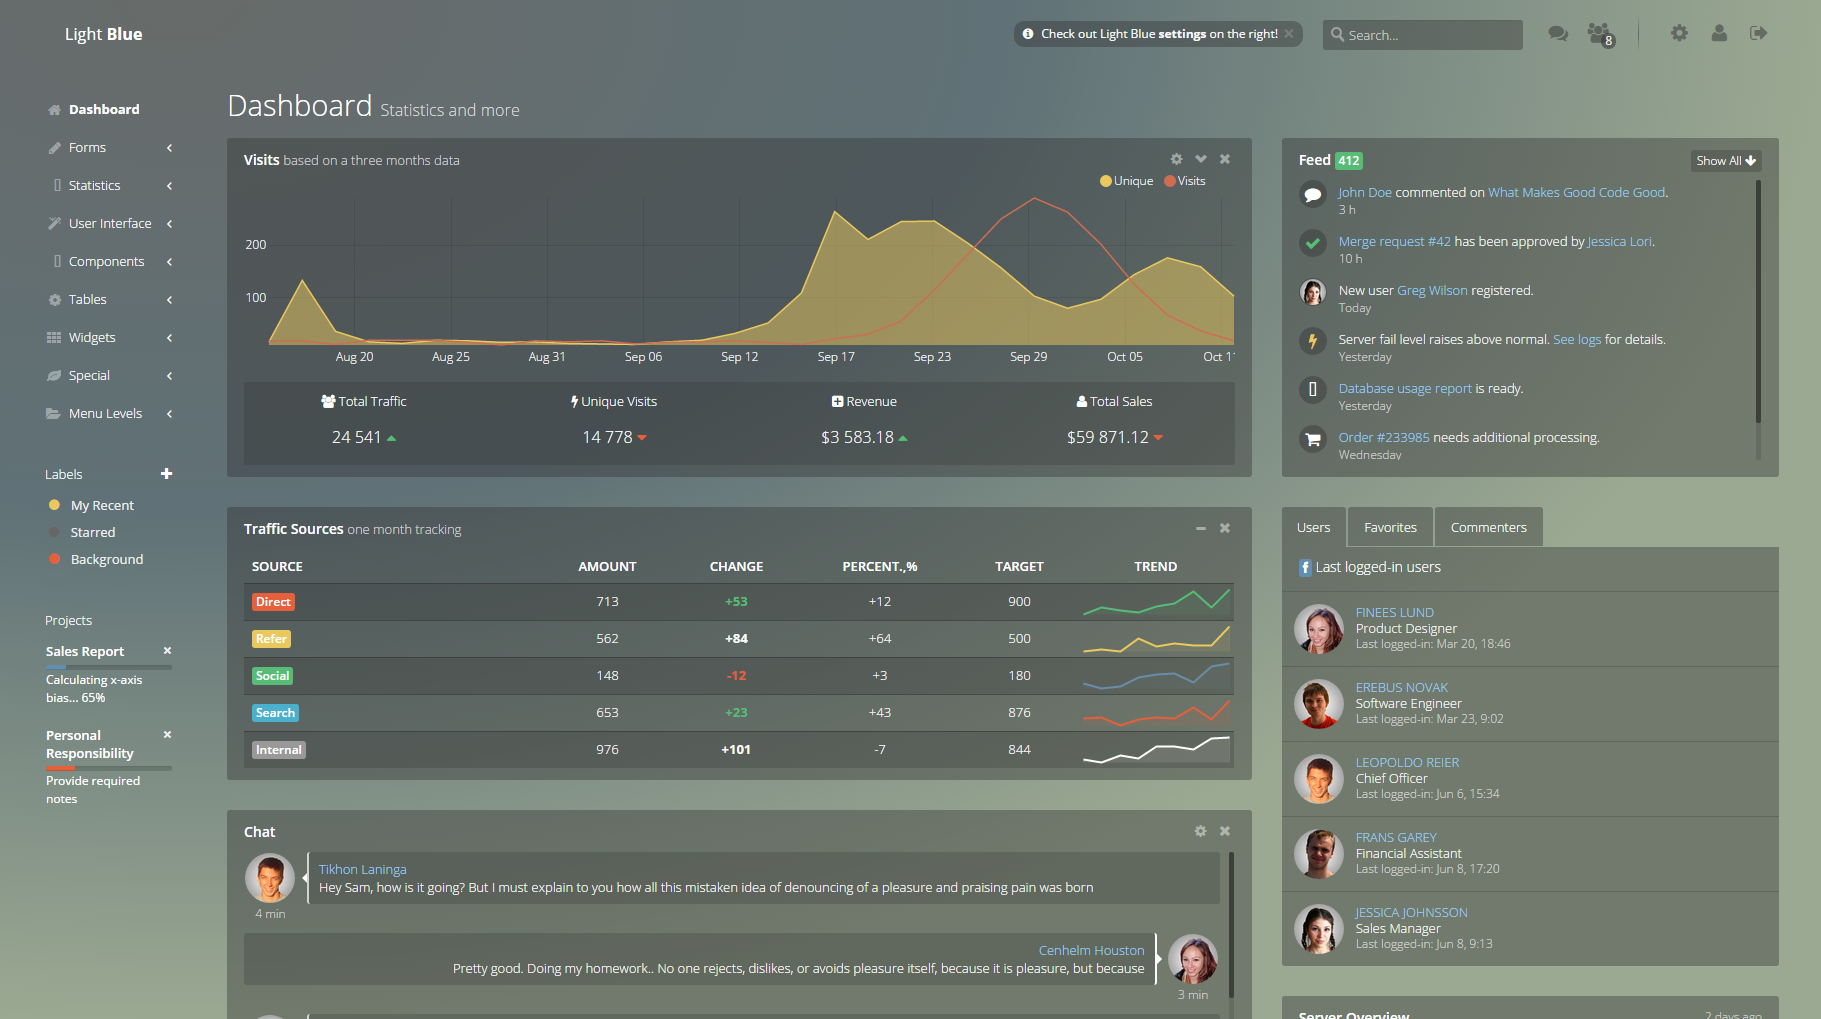 Light Blue
Check out Light Blue settings on the right!
Search...
8
Dashboard
Forms
Statistics
User Interface
Components
Tables
Widgets
Special
Menu Levels
Labels
My Recent
Starred
Background
Projects
Sales Report
Calculating x-axis
bias... 65%
Personal
Responsibility
Provide required
notes
Dashboard Statistics and more
Visits based on a three months data
Unique Visits
200
100
Aug 20 Aug 25 Aug 31 Sep 06 Sep 12 Sep 17 Sep 23 Sep 29 Oct 05 Oct 1
Total Traffic Unique Visits Revenue Total Sales
24 541 14 778 $3 583.18 $59 871.12
Traffic Sources one month tracking
SOURCE AMOUNT CHANGE PERCENT.,% TARGET TREND
Direct 713 +53 +12 900
Refer 562 +84 +64 500
Social 148 -12 +3 180
Search 653 +23 +43 876
Internal 976 +101 -7 844
Chat
Tikhon Laninga
Hey Sam, how is it going? But I must explain to you how all this mistaken idea of denouncing of a pleasure and praising pain was born
4 min
Cenhelm Houston
Pretty good. Doing my homework.. No one rejects, dislikes, or avoids pleasure itself, because it is pleasure, but because
3 min
Feed 412
Show All
John Doe commented on What Makes Good Code Good.
3 h
Merge request #42 has been approved by Jessica Lori.
10 h
New user Greg Wilson registered.
Today
Server fail level raises above normal. See logs for details.
Yesterday
Database usage report is ready.
Yesterday
Order #233985 needs additional processing.
Wednesday
Users Favorites Commenters
Last logged-in users
FINEES LUND
Product Designer
Last logged-in: Mar 20, 18:46
EREBUS NOVAK
Software Engineer
Last logged-in: Mar 23, 9:02
LEOPOLDO REIER
Chief Officer
Last logged-in: Jun 6, 15:34
FRANS GAREY
Financial Assistant
Last logged-in: Jun 8, 17:20
JESSICA JOHNSSON
Sales Manager
Last logged-in: Jun 8, 9:13
Server Overview
2 days ago